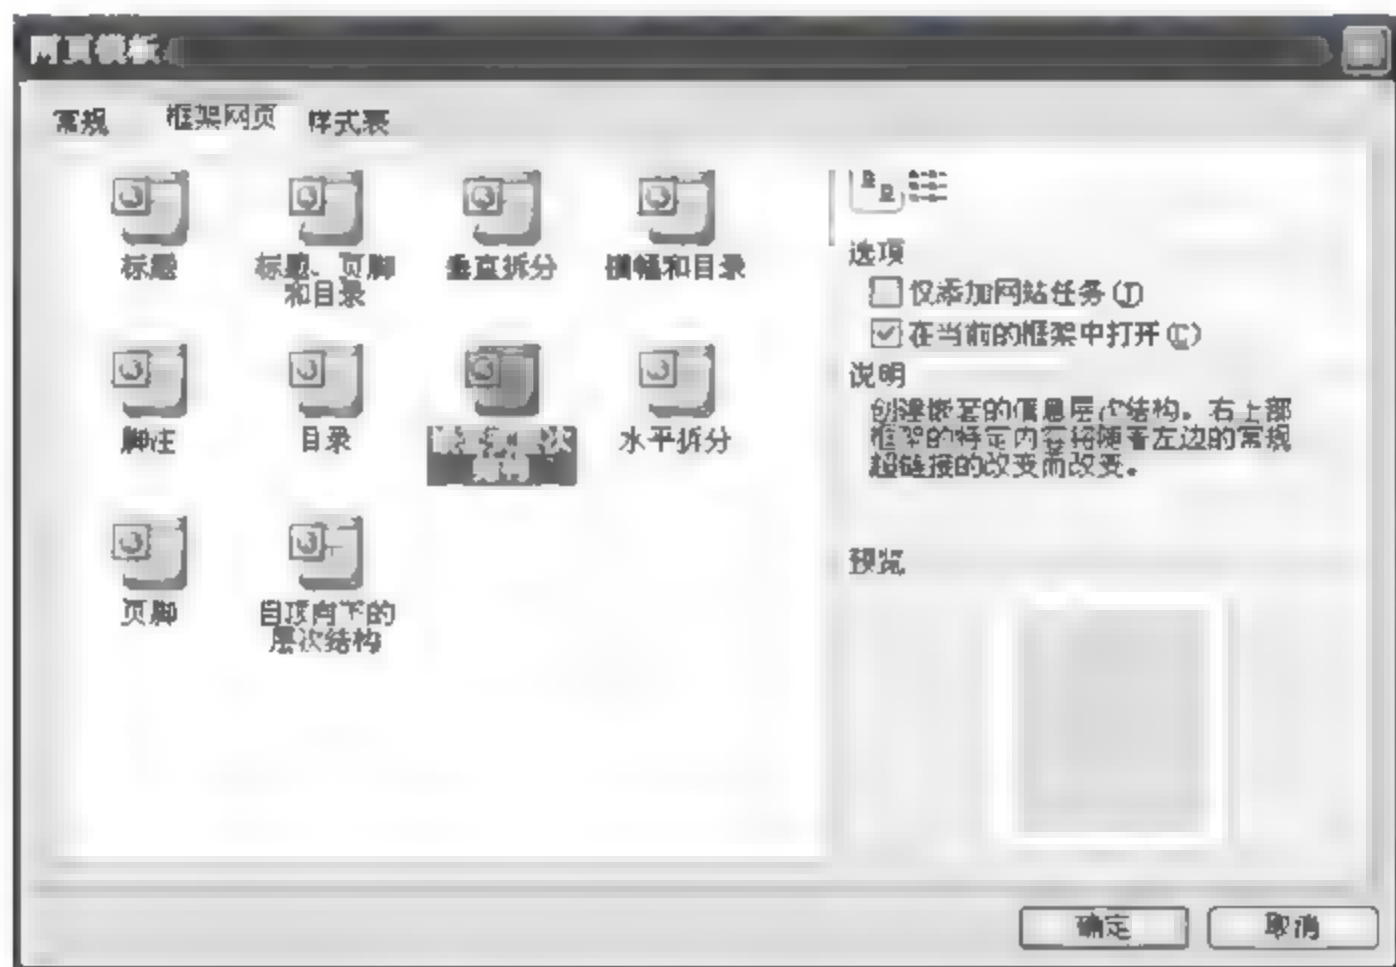 网页模板
常规 框架网页 样式表
标题
标题、页脚
和目录
垂直拆分
横幅和目录
脚注
目录
水平拆分
页脚
自顶向下的
层次结构
选项
仅添加网站任务(T)
在当前的框架中打开(C)
说明
创建嵌套的信息层次结构。右上部
框架的特定内容将随着左边的常规
超链接的改变而改变。
预览
确定 取消